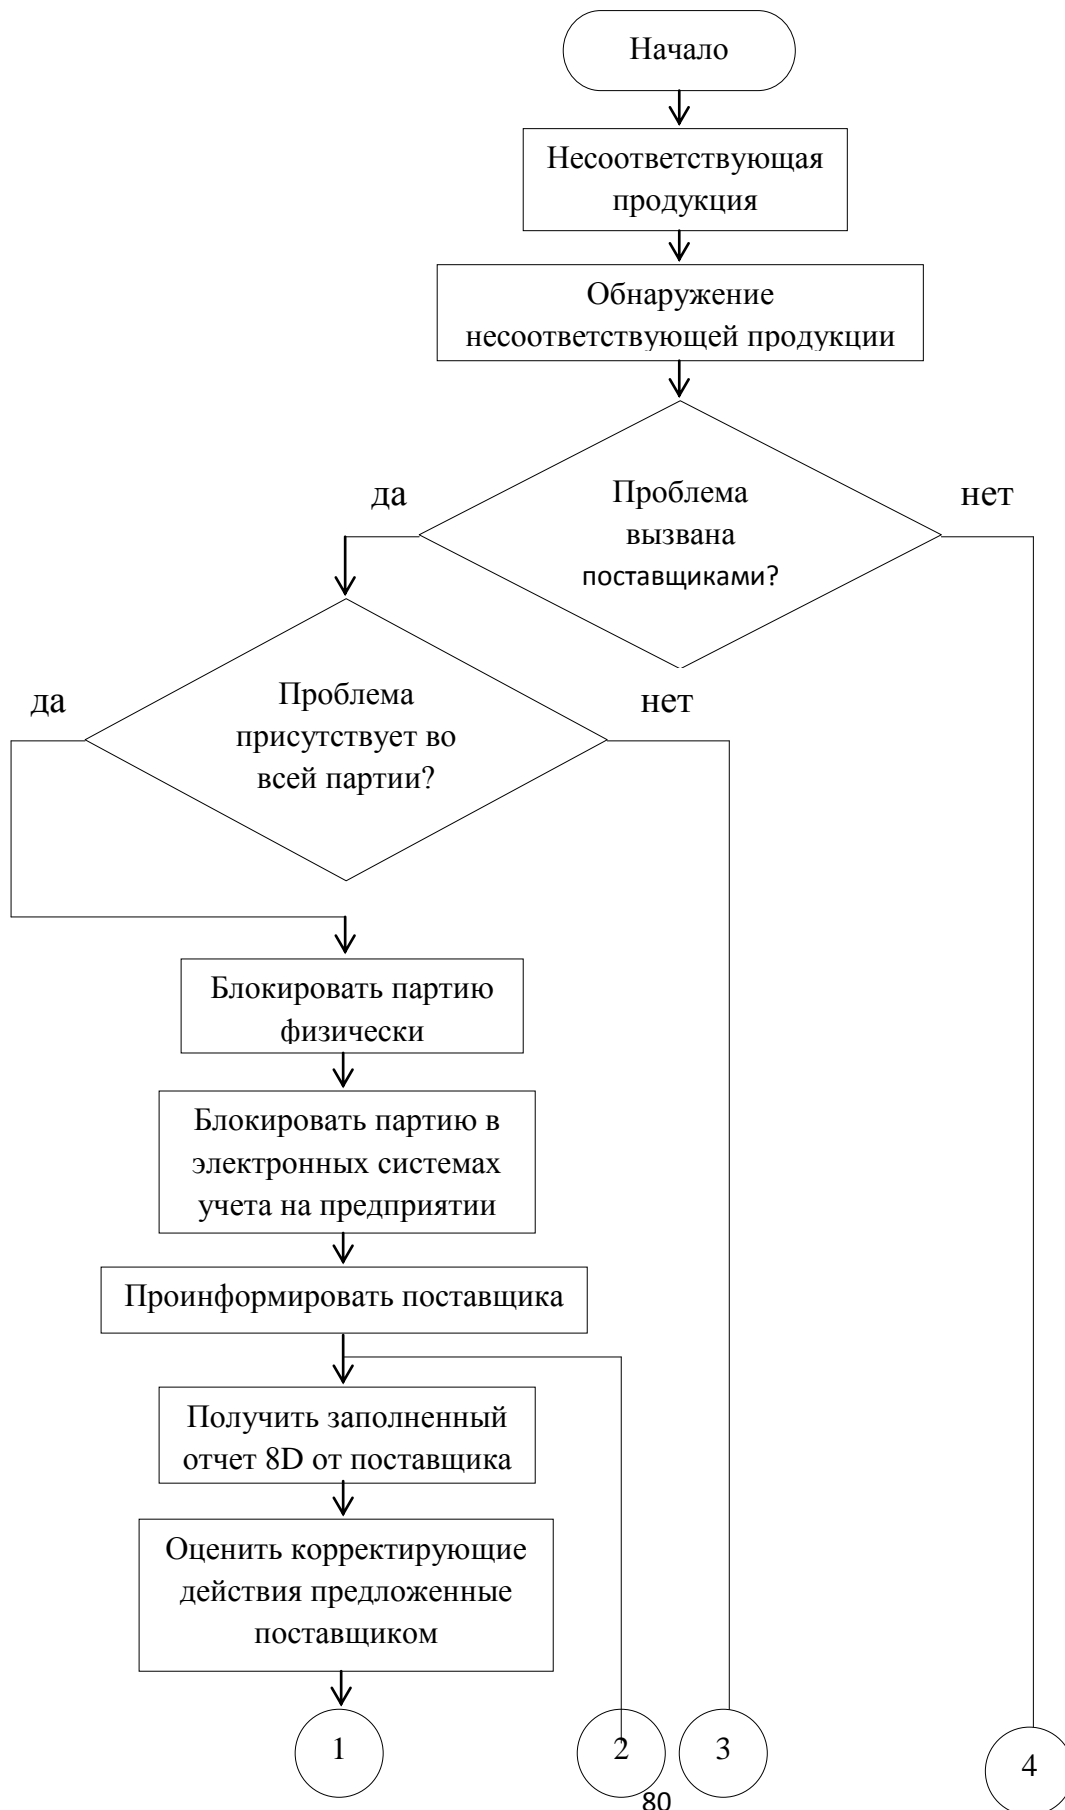 Начало
Несоответствующая
продукция
Обнаружение
несоответствующей продукции
да
Проблема
вызвана
поставщиками?
нет
да
Проблема
присутствует во
всей партии?
нет
Блокировать партию
физически
Блокировать партию в
электронных системах
учета на предприятии
Проинформировать поставщика
Получить заполненный
отчет 8D от поставщика
Оценить корректирующие
действия предложенные
поставщиком
1
2
3
4
80